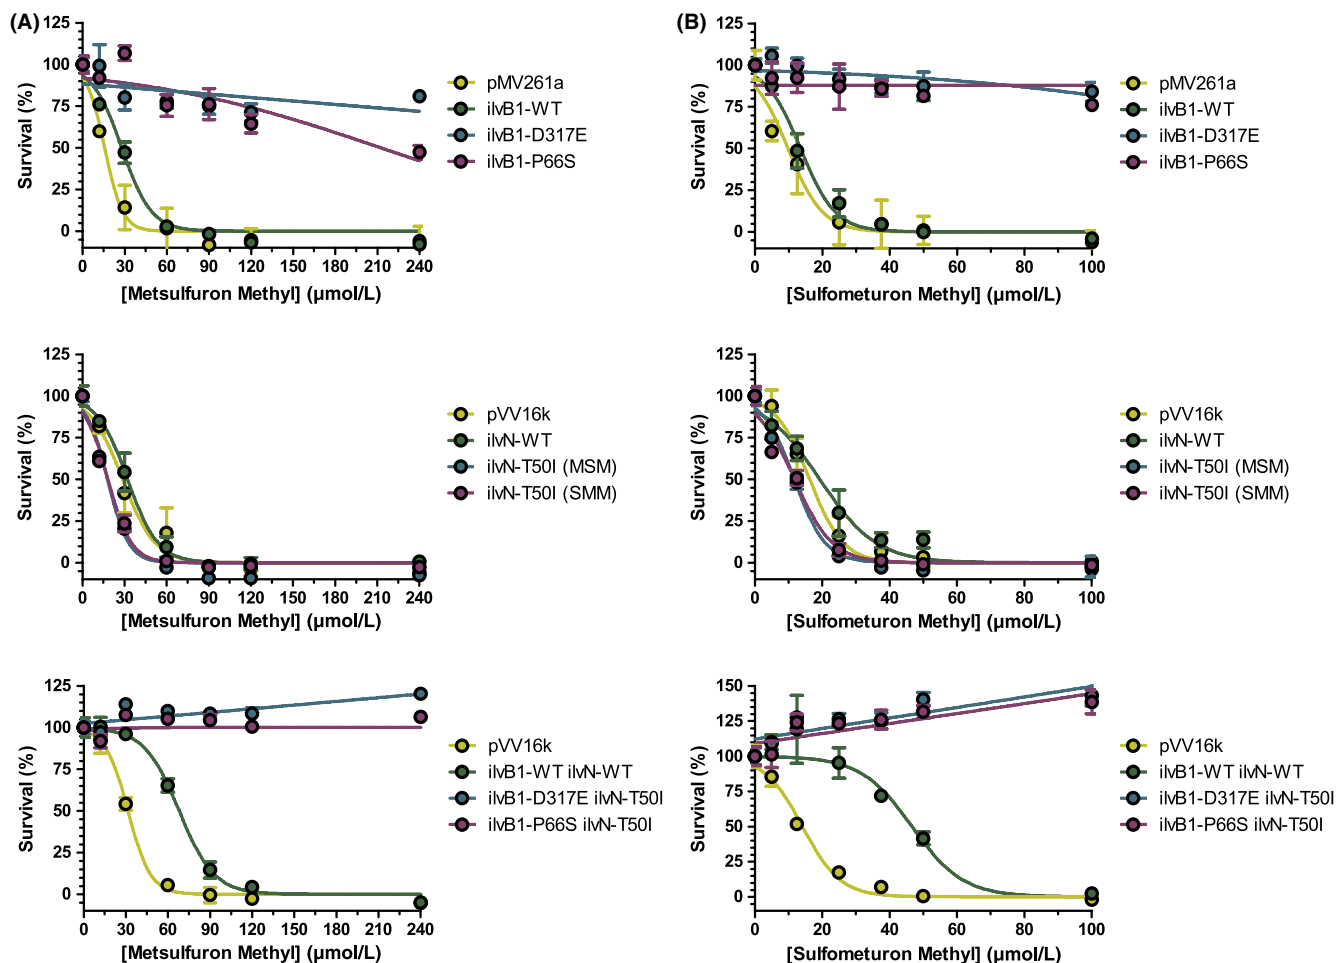 (A)
125
100
75
50
25
0
Survival (%)
0 30 60 90 120 150 180 210 240
[Metsulfuron Methyl] (µmol/L)
pMV261a
ilvB1-WT
ilvB1-D317E
ilvB1-P66S
(B)
125
100
75
50
25
0
Survival (%)
0 20 40 60 80 100
[Sulfometuron Methyl] (µmol/L)
pMV261a
ilvB1-WT
ilvB1-D317E
ilvB1-P66S
125
100
75
50
25
0
Survival (%)
0 30 60 90 120 150 180 210 240
[Metsulfuron Methyl] (µmol/L)
pVV16k
ilvN-WT
ilvN-T50I (MSM)
ilvN-T50I (SMM)
125
100
75
50
25
0
Survival (%)
0 20 40 60 80 100
[Sulfometuron Methyl] (µmol/L)
pVV16k
ilvN-WT
ilvN-T50I (MSM)
ilvN-T50I (SMM)
125
100
75
50
25
0
Survival (%)
0 30 60 90 120 150 180 210 240
[Metsulfuron Methyl] (µmol/L)
pVV16k
ilvB1-WT ilvN-WT
ilvB1-D317E ilvN-T50I
ilvB1-P66S ilvN-T50I
150
125
100
75
50
25
0
Survival (%)
0 20 40 60 80 100
[Sulfometuron Methyl] (µmol/L)
pVV16k
ilvB1-WT ilvN-WT
ilvB1-D317E ilvN-T50I
ilvB1-P66S ilvN-T50I